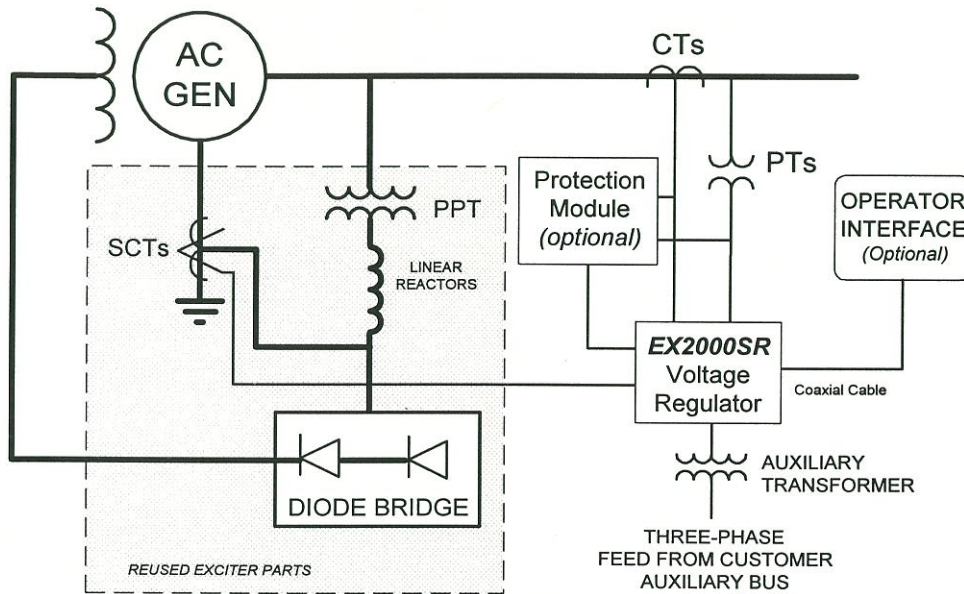 AC
GEN
CTs
PTs
Protection
Module
(optional)
OPERATOR
INTERFACE
(Optional)
PPT
SCTs
LINEAR
REACTORS
EX2000SR
Voltage
Regulator
Coaxial Cable
DIODE BRIDGE
AUXILIARY
TRANSFORMER
THREE-PHASE
FEED FROM CUSTOMER
AUXILIARY BUS
REUSED EXCITER PARTS